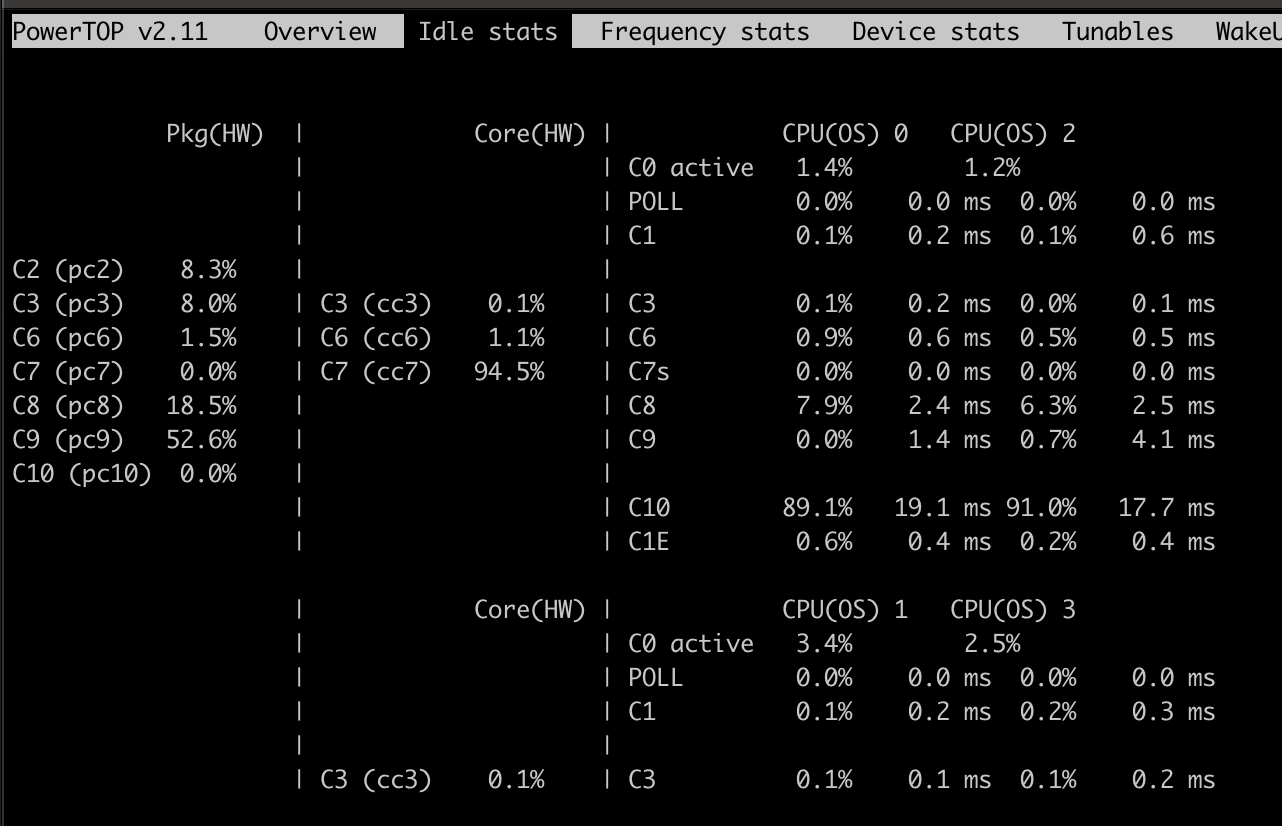 PowerTOP v2.11    Overview   Idle stats   Frequency stats   Device stats   Tunables   WakeU
           Pkg(HW)  |            Core(HW) |            CPU(OS) 0   CPU(OS) 2
                    |                     | C0 active   1.4%        1.2%
                    |                     | POLL        0.0%    0.0 ms  0.0%    0.0 ms
                    |                     | C1          0.1%    0.2 ms  0.1%    0.6 ms
C2 (pc2)    8.3%    |                     |
C3 (pc3)    8.0%    | C3 (cc3)    0.1%    | C3          0.1%    0.2 ms  0.0%    0.1 ms
C6 (pc6)    1.5%    | C6 (cc6)    1.1%    | C6          0.9%    0.6 ms  0.5%    0.5 ms
C7 (pc7)    0.0%    | C7 (cc7)   94.5%    | C7s         0.0%    0.0 ms  0.0%    0.0 ms
C8 (pc8)   18.5%    |                     | C8          7.9%    2.4 ms  6.3%    2.5 ms
C9 (pc9)   52.6%    |                     | C9          0.0%    1.4 ms  0.7%    4.1 ms
C10 (pc10)  0.0%    |                     |
                    |                     | C10        89.1%   19.1 ms 91.0%   17.7 ms
                    |                     | C1E         0.6%    0.4 ms  0.2%    0.4 ms
                    |            Core(HW) |            CPU(OS) 1   CPU(OS) 3
                    |                     | C0 active   3.4%        2.5%
                    |                     | POLL        0.0%    0.0 ms  0.0%    0.0 ms
                    |                     | C1          0.1%    0.2 ms  0.2%    0.3 ms
                    |                     |
                    | C3 (cc3)    0.1%    | C3          0.1%    0.1 ms  0.1%    0.2 ms